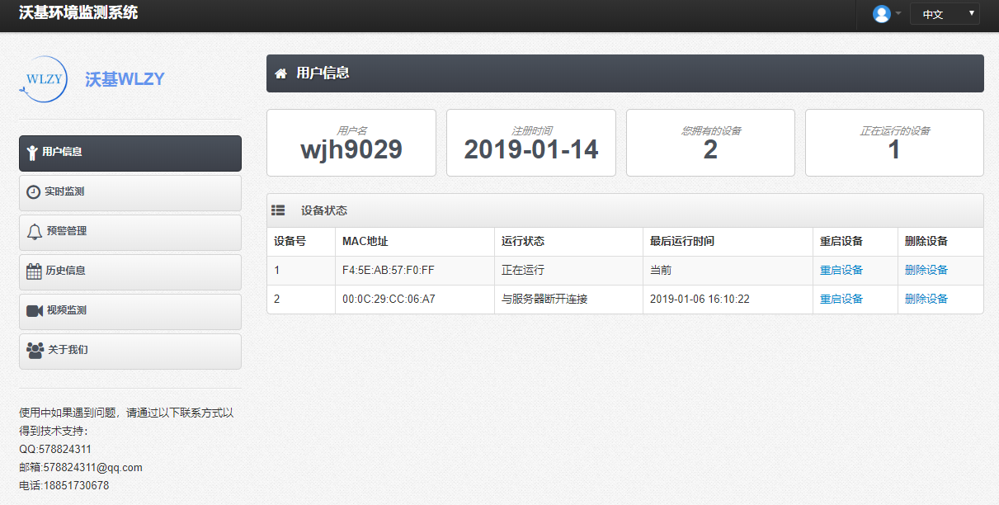 沃基环境监测系统
中文
WLZY
沃基WLZY
用户信息
实时监测
预警管理
历史信息
视频监测
关于我们
使用中如果遇到问题，请通过以下联系方式以
得到技术支持：
QQ:578824311
邮箱:578824311@qq.com
电话:18851730678
用户信息
用户名
wjh9029
注册时间
2019-01-14
您拥有的设备
2
正在运行的设备
1
设备状态
设备号 MAC地址 运行状态 最后运行时间 重启设备 删除设备
1 F4:5E:AB:57:F0:FF 正在运行 当前 重启设备 删除设备
2 00:0C:29:CC:06:A7 与服务器断开连接 2019-01-06 16:10:22 重启设备 删除设备